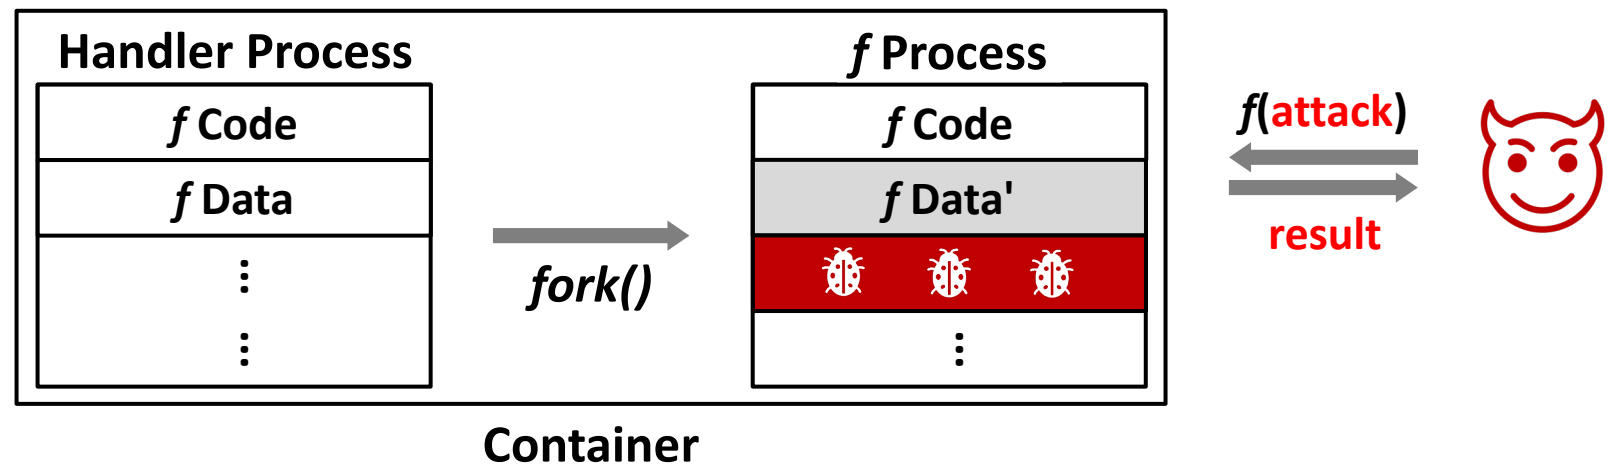 Handler Process
f Code
f Data
⋮
⋮
fork()
f Process
f Code
f Data'
⋮
f(attack)
result
Container